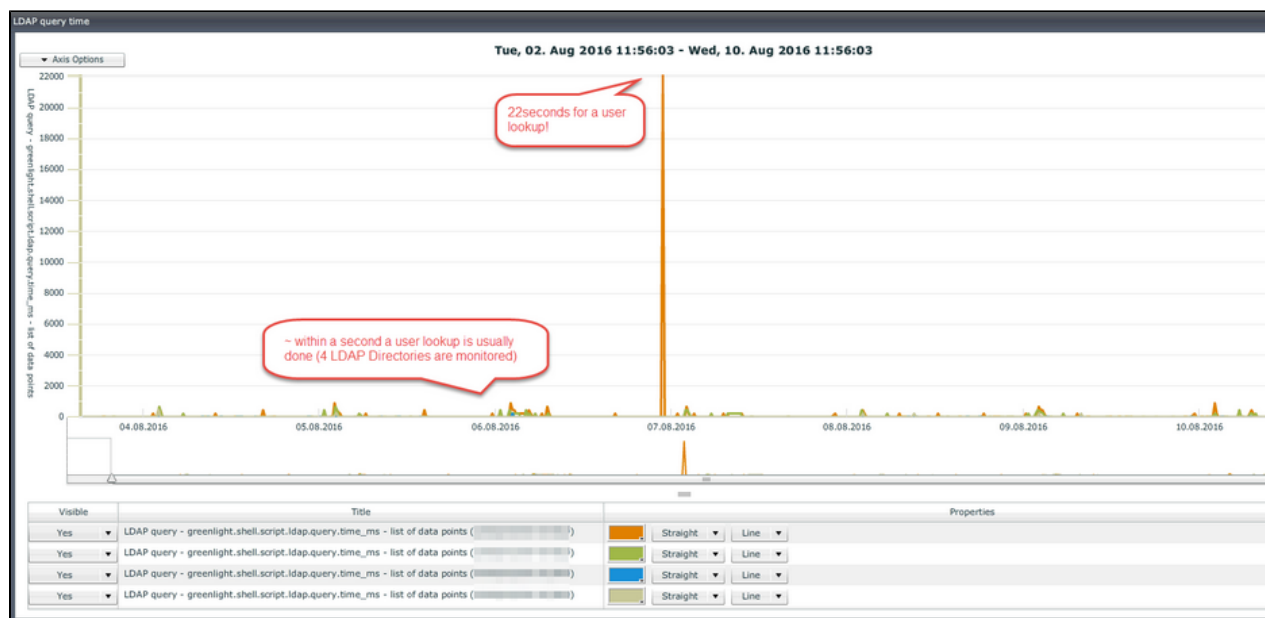 LDAP query time
Tue, 02. Aug 2016 11:56:03 - Wed, 10. Aug 2016 11:56:03
Axis Options
LDAP query - greenlight.shell.script.ldap.query.time_ms - list of data points
22000
20000
18000
16000
14000
12000
10000
8000
6000
4000
2000
0
22seconds for a user
lookup!
~ within a second a user lookup is usually
done (4 LDAP Directories are monitored)
04.08.2016 05.08.2016 06.08.2016 07.08.2016 08.08.2016 09.08.2016 10.08.2016
Visible Title Properties
Yes LDAP query - greenlight.shell.script.ldap.query.time_ms - list of data points ( ) Straight Line
Yes LDAP query - greenlight.shell.script.ldap.query.time_ms - list of data points ( ) Straight Line
Yes LDAP query - greenlight.shell.script.ldap.query.time_ms - list of data points ( ) Straight Line
Yes LDAP query - greenlight.shell.script.ldap.query.time_ms - list of data points ( ) Straight Line